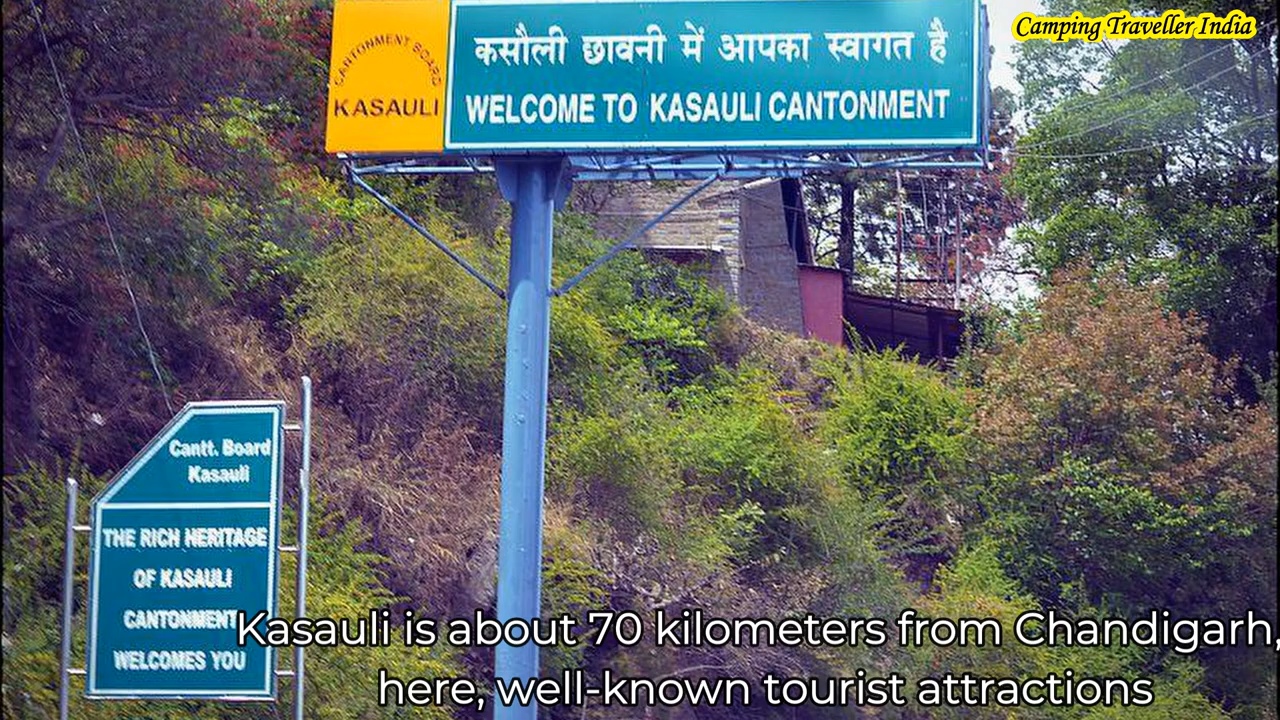 Camping Traveller India
CANTONMENT BOARD
KASAULI
कसौली छावनी में आपका स्वागत है
WELCOME TO KASAULI CANTONMENT
Cantt. Board
Kasauli
THE RICH HERITAGE
OF KASAULI
CANTONMENT
WELCOMES YOU
Kasauli is about 70 kilometers from Chandigarh,
here, well-known tourist attractions